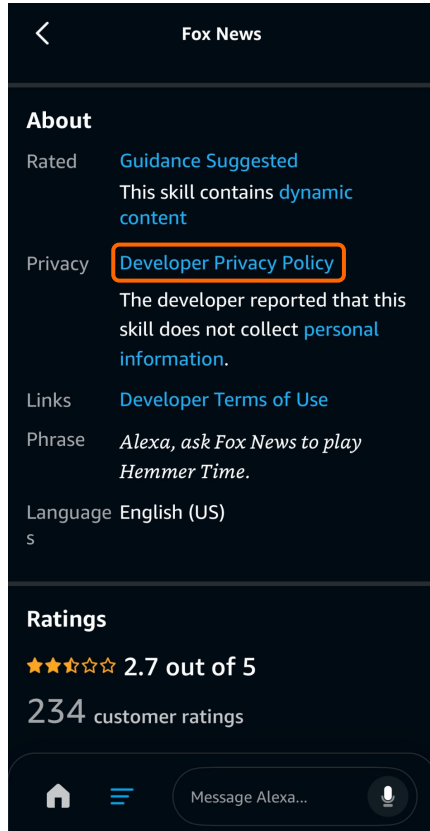 Fox News
About
Rated Guidance Suggested
This skill contains dynamic
content
Privacy Developer Privacy Policy
The developer reported that this
skill does not collect personal
information.
Links Developer Terms of Use
Phrase Alexa, ask Fox News to play
Hemmer Time.
Language English (US)
s
Ratings
2.7 out of 5
234 customer ratings
Message Alexa...